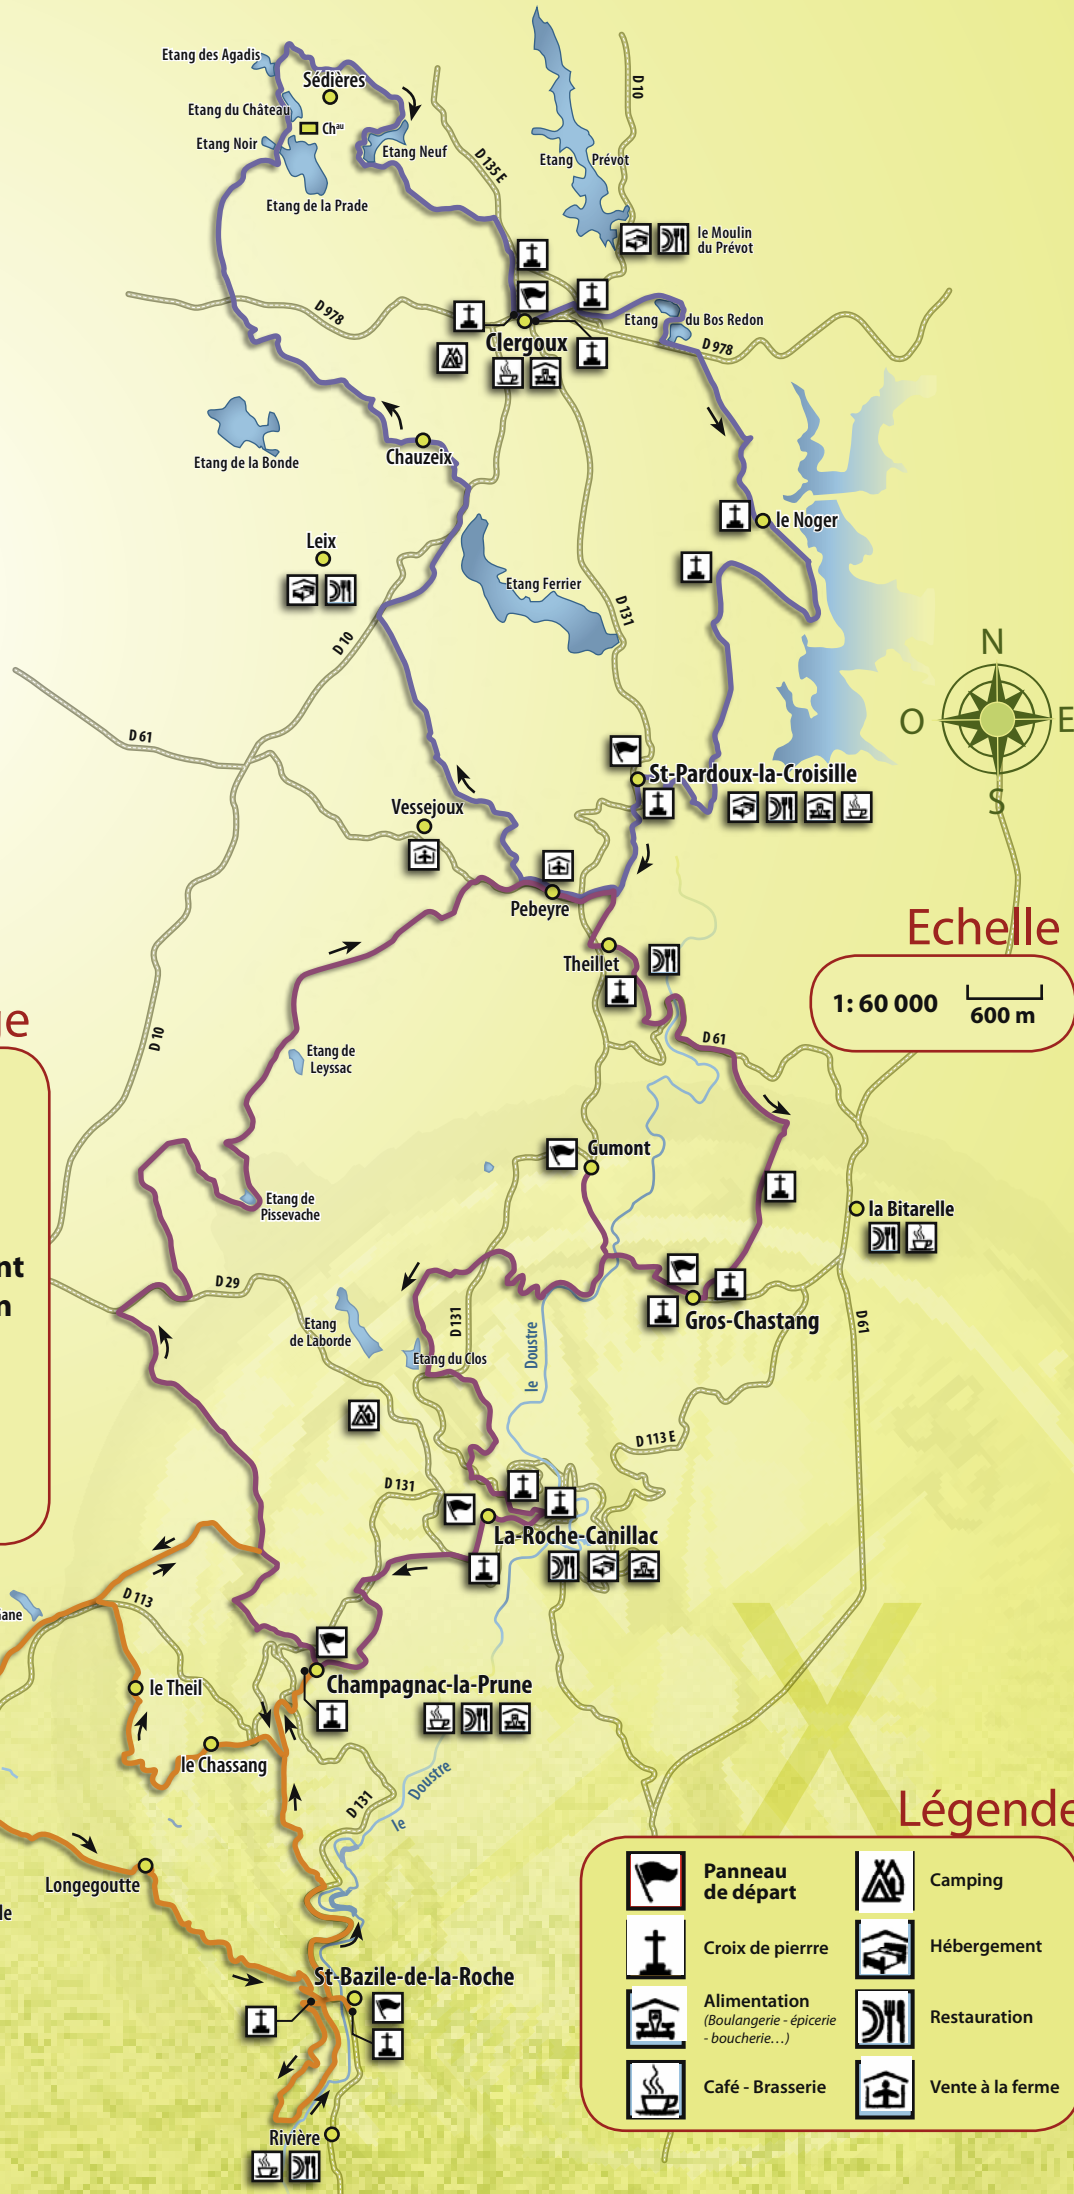 Etang des Agadis
Sédières
Etang du Château
Chau
Etang Noir
Etang Neuf
Etang de la Prade
D 135 E
D 10
Etang Prévot
le Moulin
du Prévot
D 978
Clergoux
Etang du Bos Redon
D 978
Chauzeix
Etang de la Bonde
le Noger
Leix
Etang Ferrier
D 131
D 10
N
O
E
S
D 61
St-Pardoux-la-Croisille
Vessejoux
Pebeyre
Theillet
Echelle
1: 60 000
600 m
D 10
D 61
Etang de
Leyssac
Gumont
Etang de
Pissevache
la Bitarelle
D 29
Etang
de Laborde
D 131
Etang du Clos
le Doustre
Gros-Chastang
D 61
D 113 E
D 131
La-Roche-Canillac
D 113
le Theil
Champagnac-la-Prune
le Chassang
D 131
le Doustre
Longegoutte
St-Bazile-de-la-Roche
Rivière
Légende
Panneau
de départ
Camping
Croix de pierrre
Hébergement
Alimentation
(Boulangerie - épicerie
- boucherie...)
Restauration
Café - Brasserie
Vente à la ferme